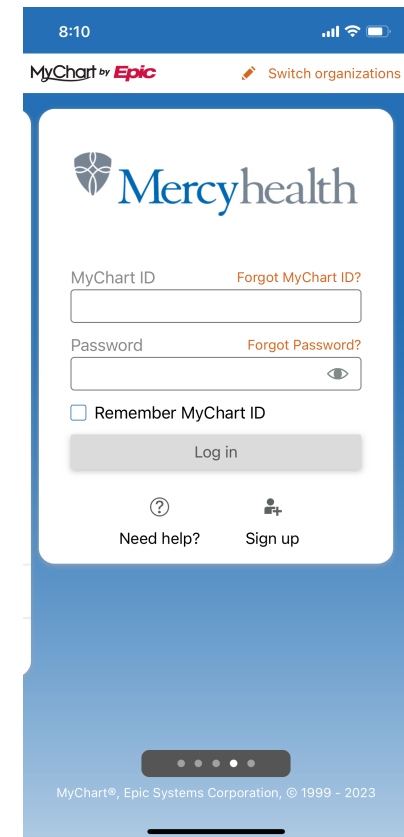 8:10
MyChart by Epic
Switch organizations
Mercyhealth
MyChart ID Forgot MyChart ID?
Password Forgot Password?
Remember MyChart ID
Log in
Need help? Sign up
MyChart®, Epic Systems Corporation, © 1999 - 2023